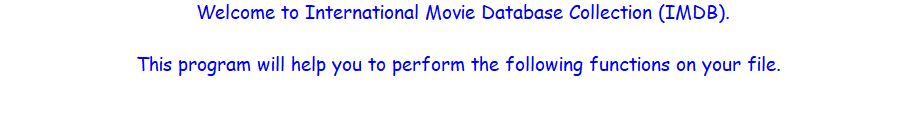 Welcome to International Movie Database Collection (IMDB).
This program will help you to perform the following functions on your file.